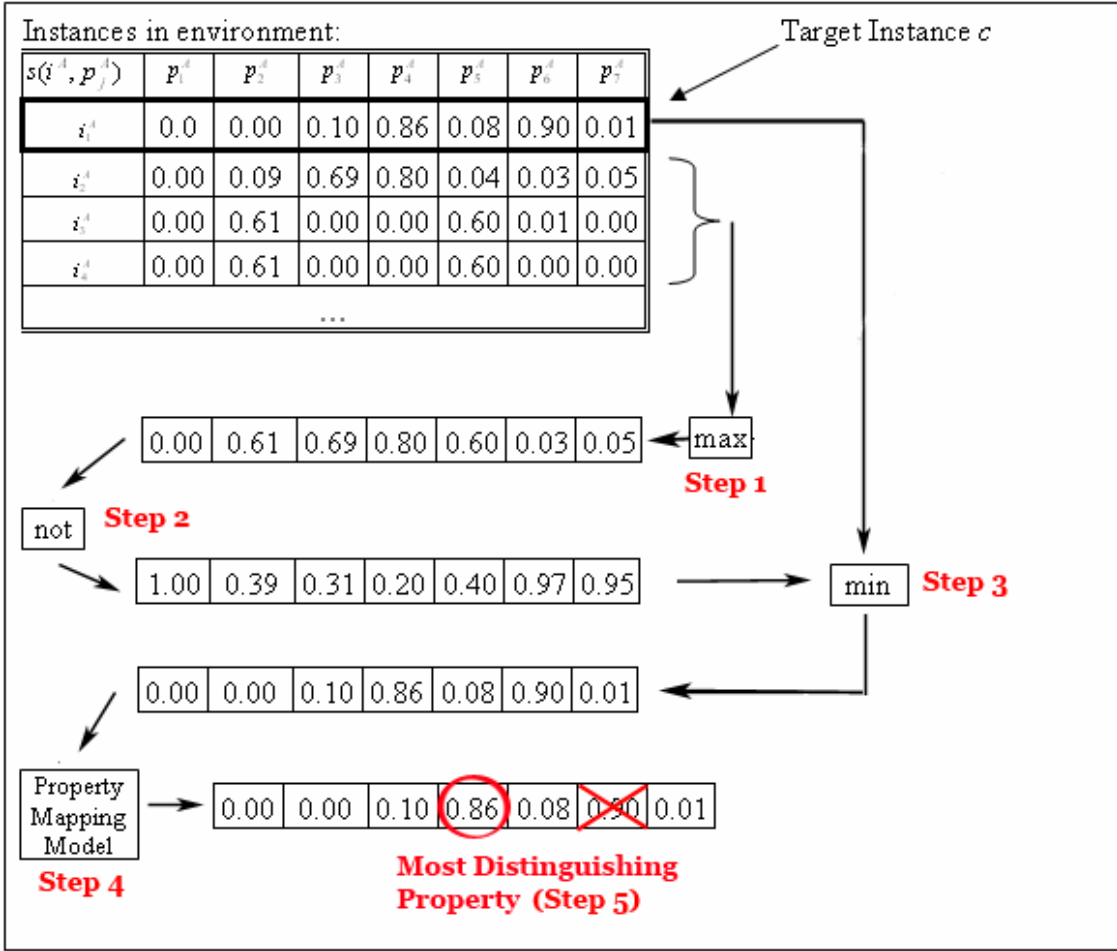 Instances in environment:
Target Instance c
s(i^A, p_j^A) p_1^A p_2^A p_3^A p_4^A p_5^A p_6^A p_7^A
i_1^A 0.0 0.00 0.10 0.86 0.08 0.90 0.01
i_2^A 0.00 0.09 0.69 0.80 0.04 0.03 0.05
i_3^A 0.00 0.61 0.00 0.00 0.60 0.01 0.00
i_4^A 0.00 0.61 0.00 0.00 0.60 0.00 0.00
...
0.00 0.61 0.69 0.80 0.60 0.03 0.05
max
Step 1
not
Step 2
1.00 0.39 0.31 0.20 0.40 0.97 0.95
min
Step 3
0.00 0.00 0.10 0.86 0.08 0.90 0.01
Property
Mapping
Model
Step 4
0.00 0.00 0.10 0.86 0.08 0.90 0.01
Most Distinguishing
Property (Step 5)